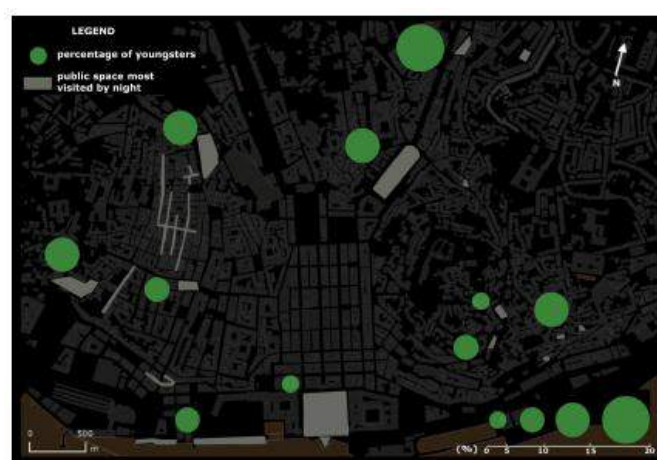 LEGEND
percentage of youngsters
public space most
visited by night
N
0 500
m
(%) 0 5 10 15 20